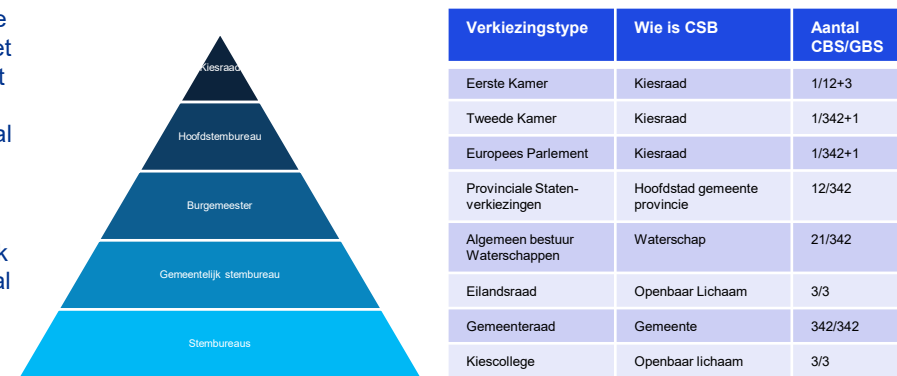 e
et
t
al
k
al
Kiesraad
Hoofdstembureau
Burgemeester
Gemeentelijk stembureau
Stembureaus
Verkiezingstype Wie is CSB Aantal
CBS/GBS
Eerste Kamer Kiesraad 1/12+3
Tweede Kamer Kiesraad 1/342+1
Europees Parlement Kiesraad 1/342+1
Provinciale Staten- Hoofdstad gemeente 12/342
verkiezingen provincie
Algemeen bestuur Waterschap 21/342
Waterschappen
Eilandsraad Openbaar Lichaam 3/3
Gemeenteraad Gemeente 342/342
Kiescollege Openbaar lichaam 3/3